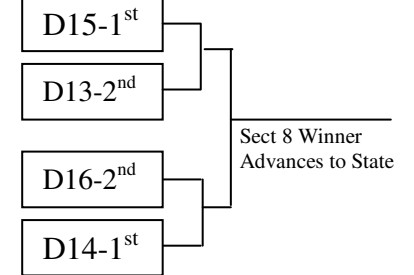 D15-1st
D13-2nd
Sect 8 Winner
Advances to State
D16-2nd
D14-1st